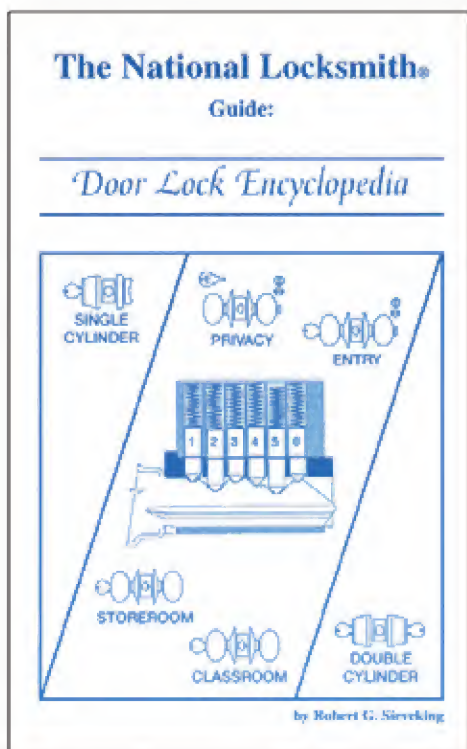 The National Locksmith®
Guide:
Door Lock Encyclopedia
SINGLE
CYLINDER
PRIVACY
ENTRY
1 2 3 4 5 6
STOREROOM
CLASSROOM
DOUBLE
CYLINDER
by Robert G. Sieveking